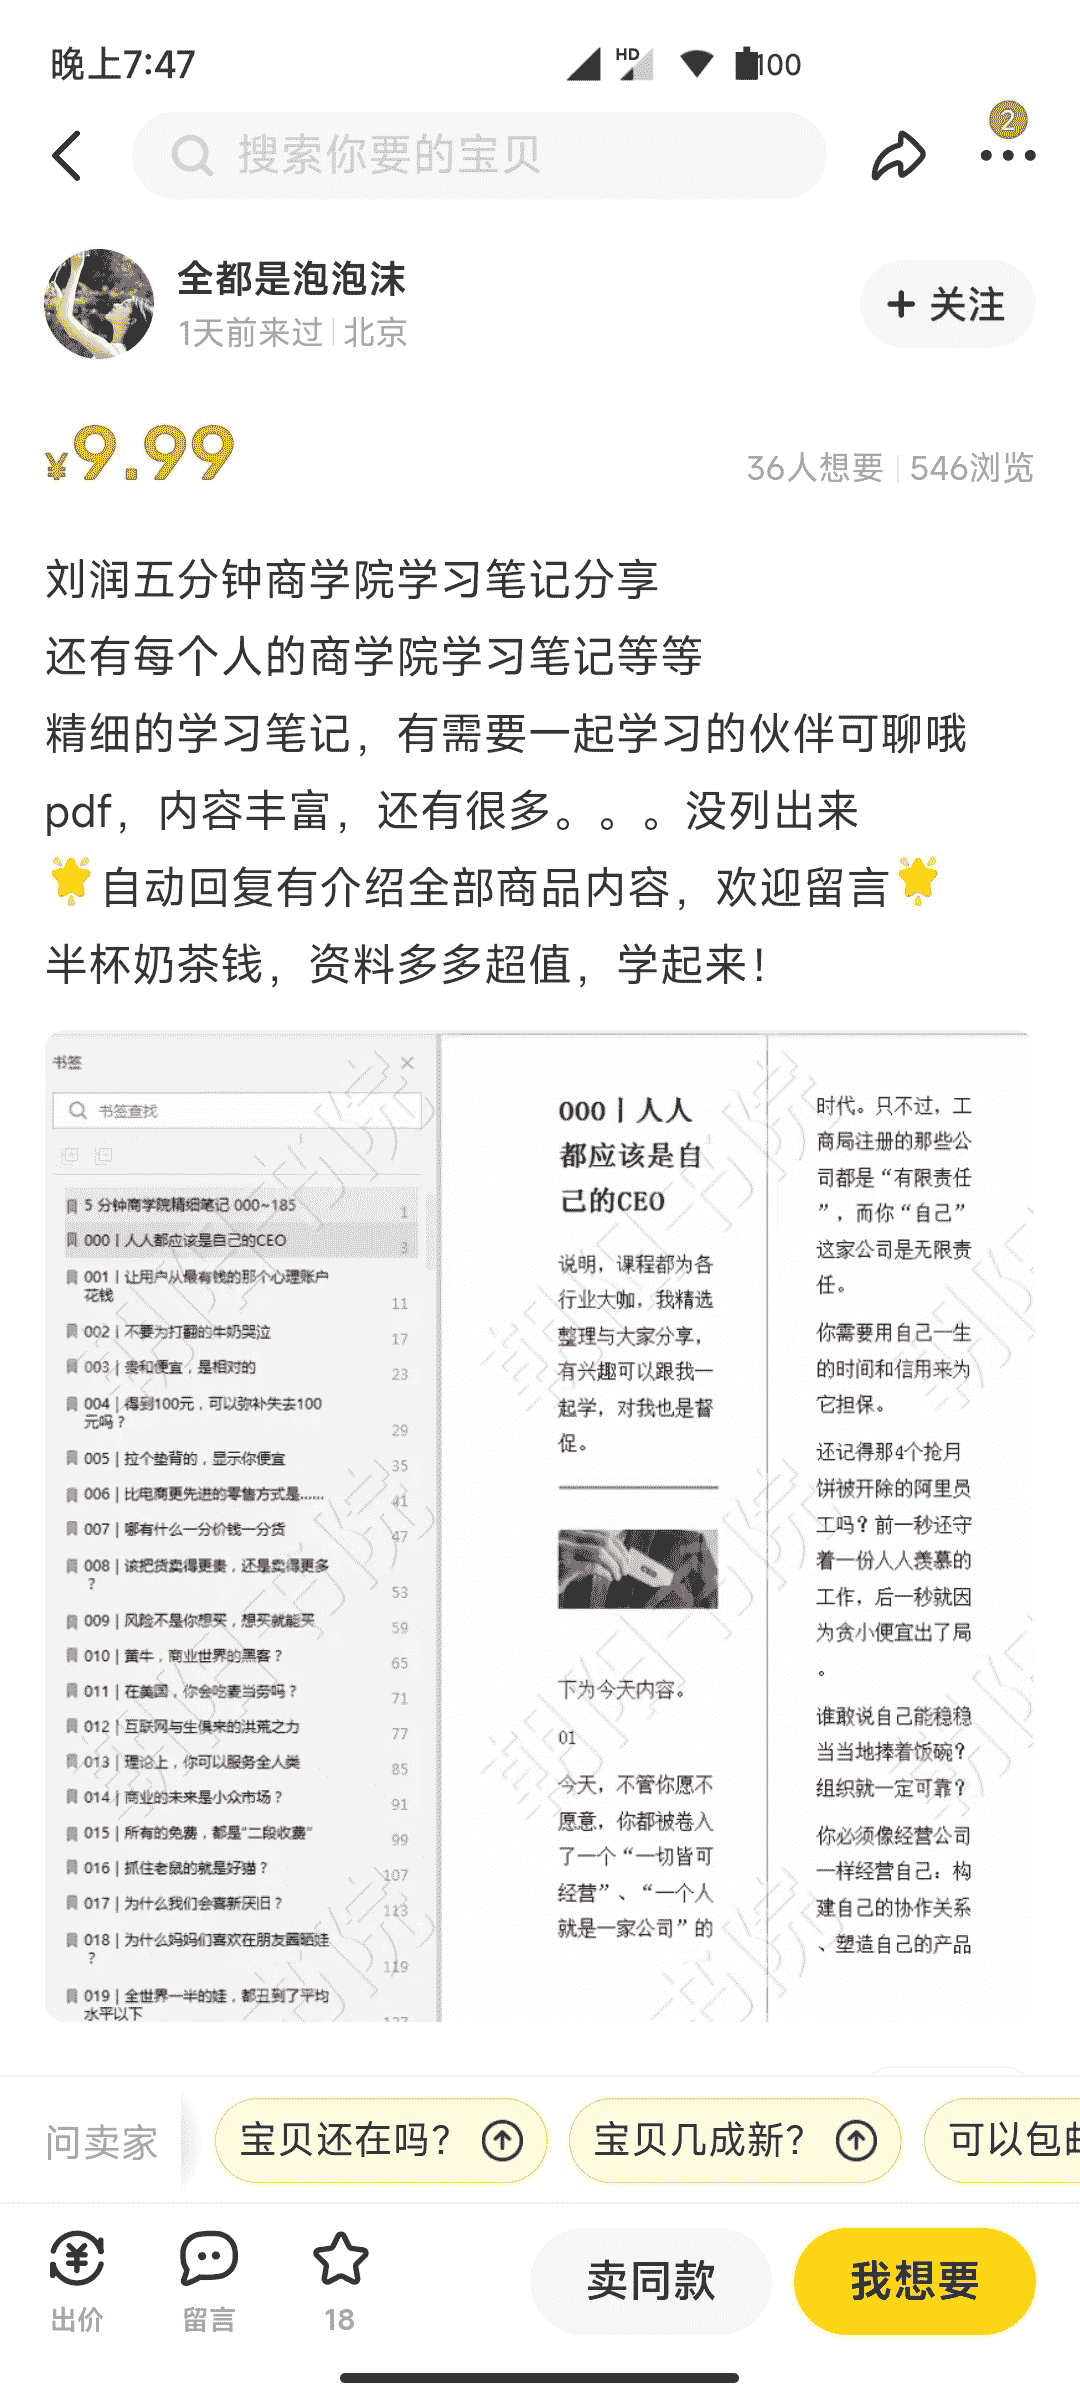 晚上7:47
HD
100
搜索你要的宝贝
2
全都是泡泡沫
1天前来过 | 北京
+ 关注
¥9.99
36人想要 | 546浏览
刘润五分钟商学院学习笔记分享
还有每个人的商学院学习笔记等等
精细的学习笔记，有需要一起学习的伙伴可聊哦
pdf，内容丰富，还有很多。。。没列出来
🌟自动回复有介绍全部商品内容，欢迎留言🌟
半杯奶茶钱，资料多多超值，学起来！
书签
书签查找
5 分钟商学院精细笔记 000~185 1
000 | 人人都应该是自己的CEO 3
001 | 让用户从最有钱的那个心理账户
花钱 11
002 | 不要为打翻的牛奶哭泣 17
003 | 贵和便宜，是相对的 23
004 | 得到100元，可以弥补失去100
元吗？ 29
005 | 拉个垫背的，显示你便宜 35
006 | 比电商更先进的零售方式是…… 41
007 | 哪有什么一分价钱一分货 47
008 | 该把货卖得更贵，还是卖得更多
？ 53
009 | 风险不是你想买，想买就能买 59
010 | 黄牛，商业世界的黑客？ 65
011 | 在美国，你会吃麦当劳吗？ 71
012 | 互联网与生俱来的洪荒之力 77
013 | 理论上，你可以服务全人类 85
014 | 商业的未来是小众市场？ 91
015 | 所有的免费，都是“二段收费” 99
016 | 抓住老鼠的就是好猫？ 107
017 | 为什么我们会喜新厌旧？ 113
018 | 为什么妈妈们喜欢在朋友圈晒娃
？ 119
019 | 全世界一半的娃，都丑到了平均
水平以下 127
000 | 人人
都应该是自
己的CEO
说明，课程都为各
行业大咖，我精选
整理与大家分享，
有兴趣可以跟我一
起学，对我也是督
促。
下为今天内容。
01
今天，不管你愿不
愿意，你都被卷入
了一个“一切皆可
经营”、“一个人
就是一家公司”的
时代。只不过，工
商局注册的那些公
司都是“有限责任
”，而你“自己”
这家公司是无限责
任。
你需要用自己一生
的时间和信用来为
它担保。
还记得那4个抢月
饼被开除的阿里员
工吗？前一秒还守
着一份人人羡慕的
工作，后一秒就因
为贪小便宜出了局
。
谁敢说自己能稳稳
当当地捧着饭碗？
组织就一定可靠？
你必须像经营公司
一样经营自己：构
建自己的协作关系
、塑造自己的产品
问卖家
宝贝还在吗？
宝贝几成新？
可以包邮
出价
留言
18
卖同款
我想要